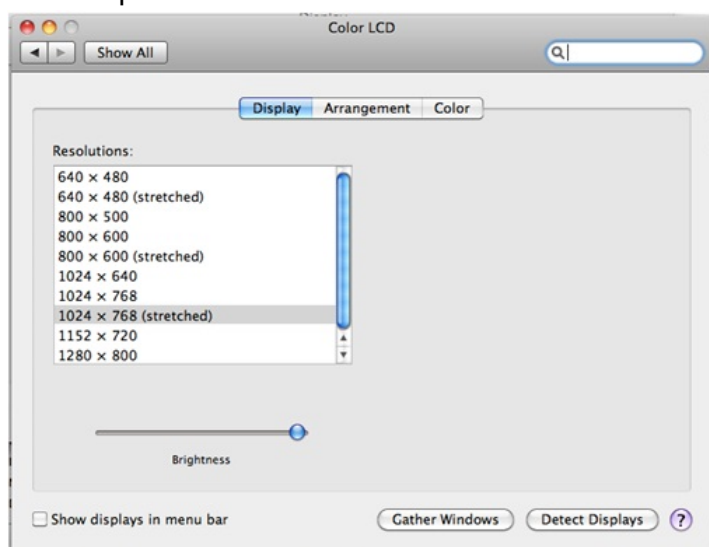 Color LCD
Show All
Display Arrangement Color
Resolutions:
640 × 480
640 × 480 (stretched)
800 × 500
800 × 600
800 × 600 (stretched)
1024 × 640
1024 × 768
1024 × 768 (stretched)
1152 × 720
1280 × 800
Brightness
Show displays in menu bar Gather Windows Detect Displays ?